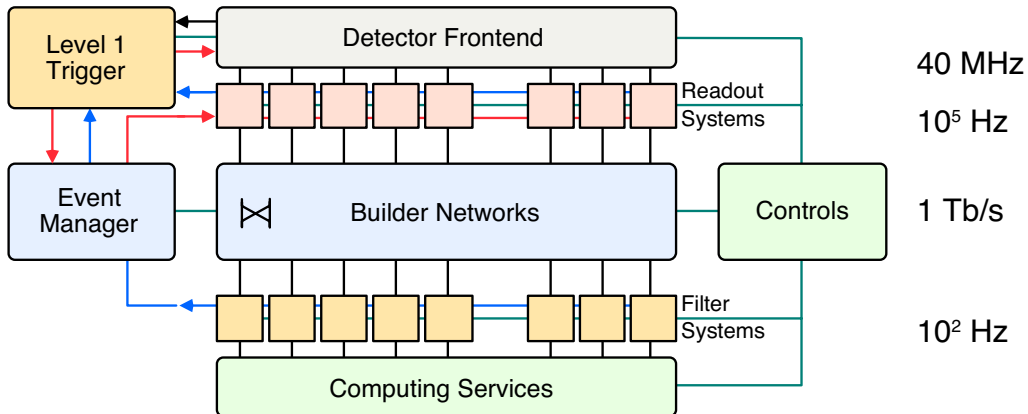 Level 1
Trigger
Detector Frontend
40 MHz
Readout
Systems
10⁵ Hz
Event
Manager
Builder Networks
Controls
1 Tb/s
Filter
Systems
10² Hz
Computing Services